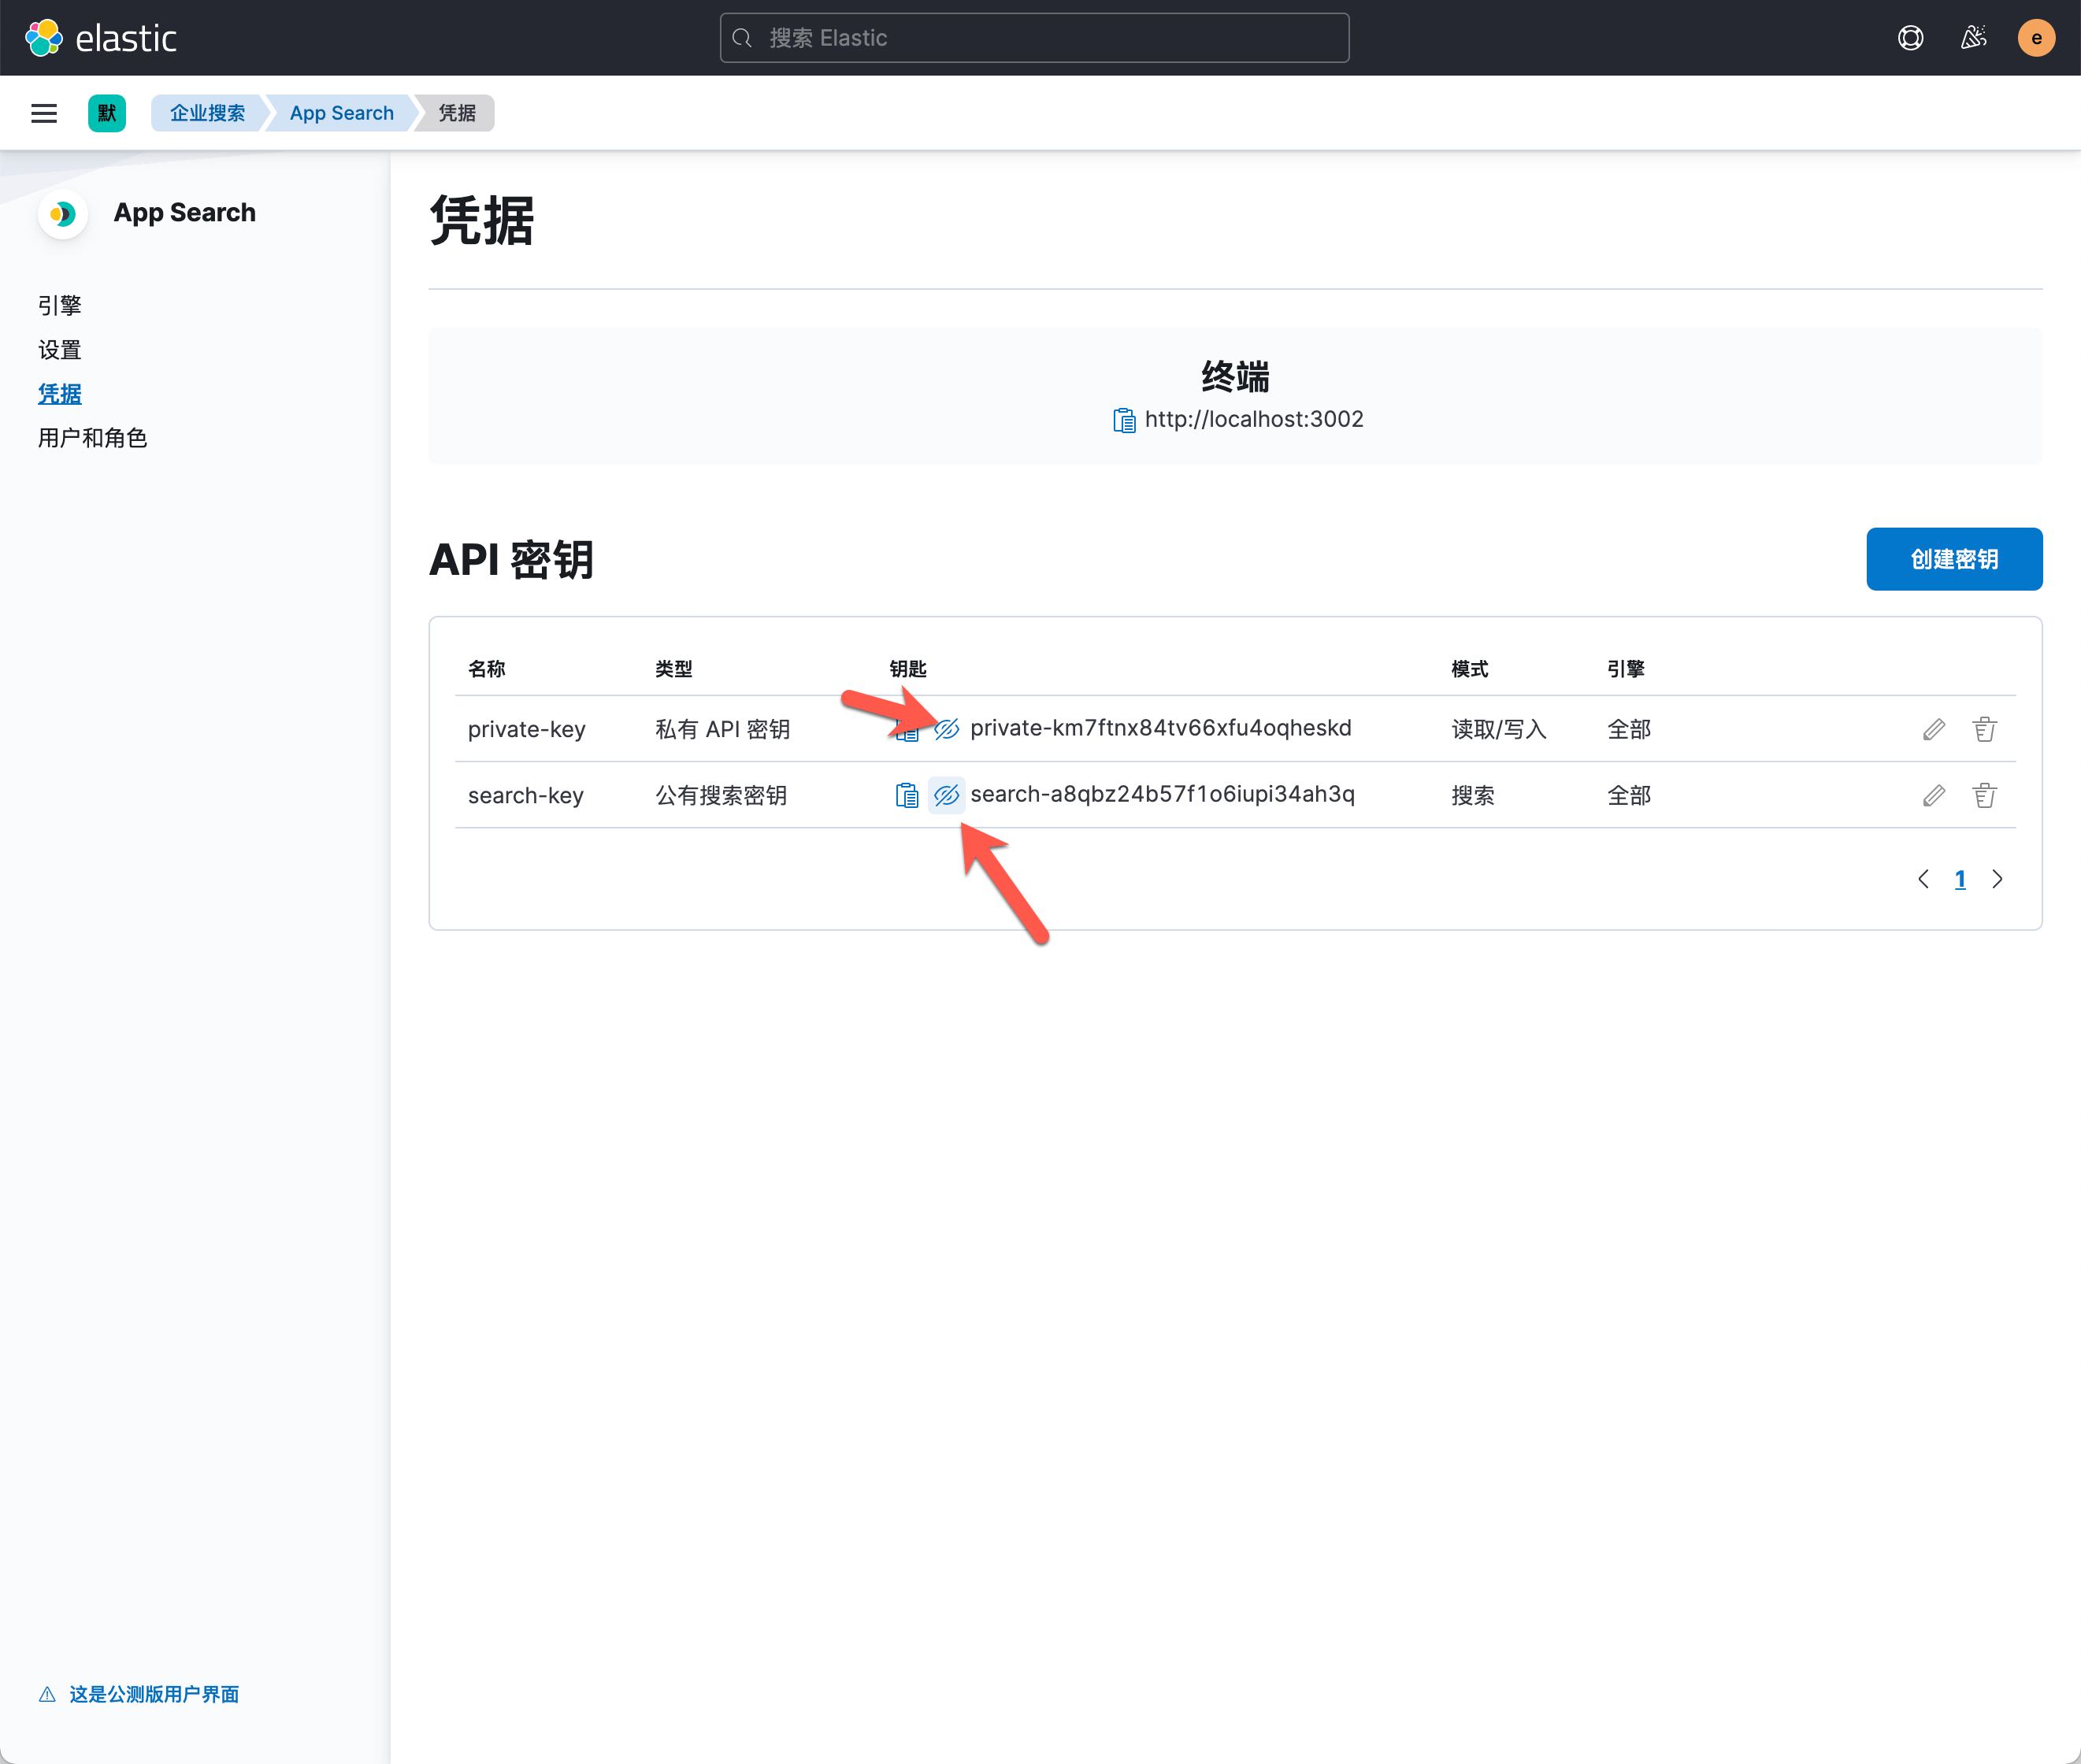 elastic
搜索 Elastic
e
默
企业搜索
App Search
凭据
App Search
引擎
设置
凭据
用户和角色
凭据
终端
http://localhost:3002
API 密钥
创建密钥
名称 类型 钥匙 模式 引擎
private-key 私有 API 密钥 private-km7ftnx84tv66xfu4oqheskd 读取/写入 全部
search-key 公有搜索密钥 search-a8qbz24b57f1o6iupi34ah3q 搜索 全部
1
这是公测版用户界面